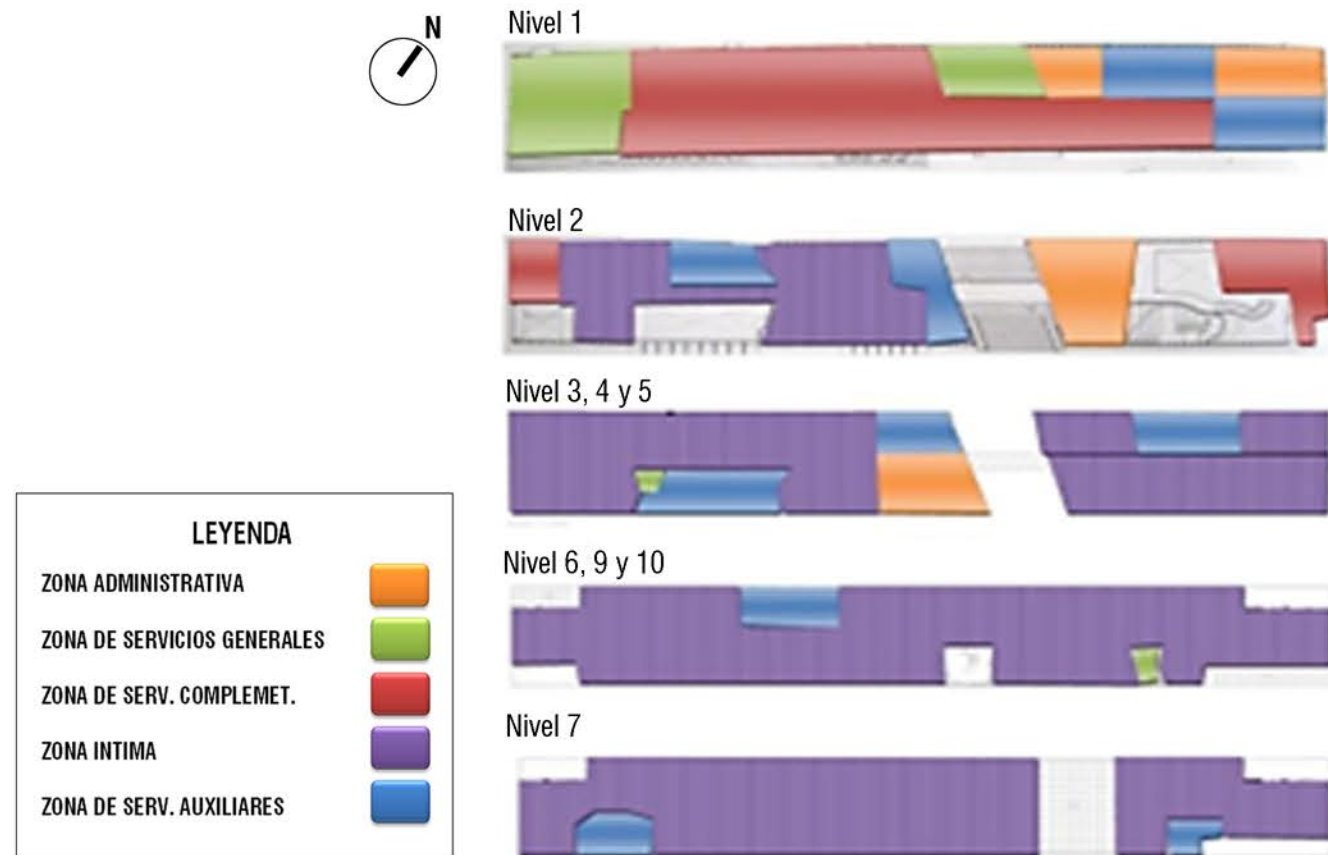 N
Nivel 1
Nivel 2
Nivel 3, 4 y 5
Nivel 6, 9 y 10
Nivel 7
LEYENDA
ZONA ADMINISTRATIVA
ZONA DE SERVICIOS GENERALES
ZONA DE SERV. COMPLEMET.
ZONA INTIMA
ZONA DE SERV. AUXILIARES